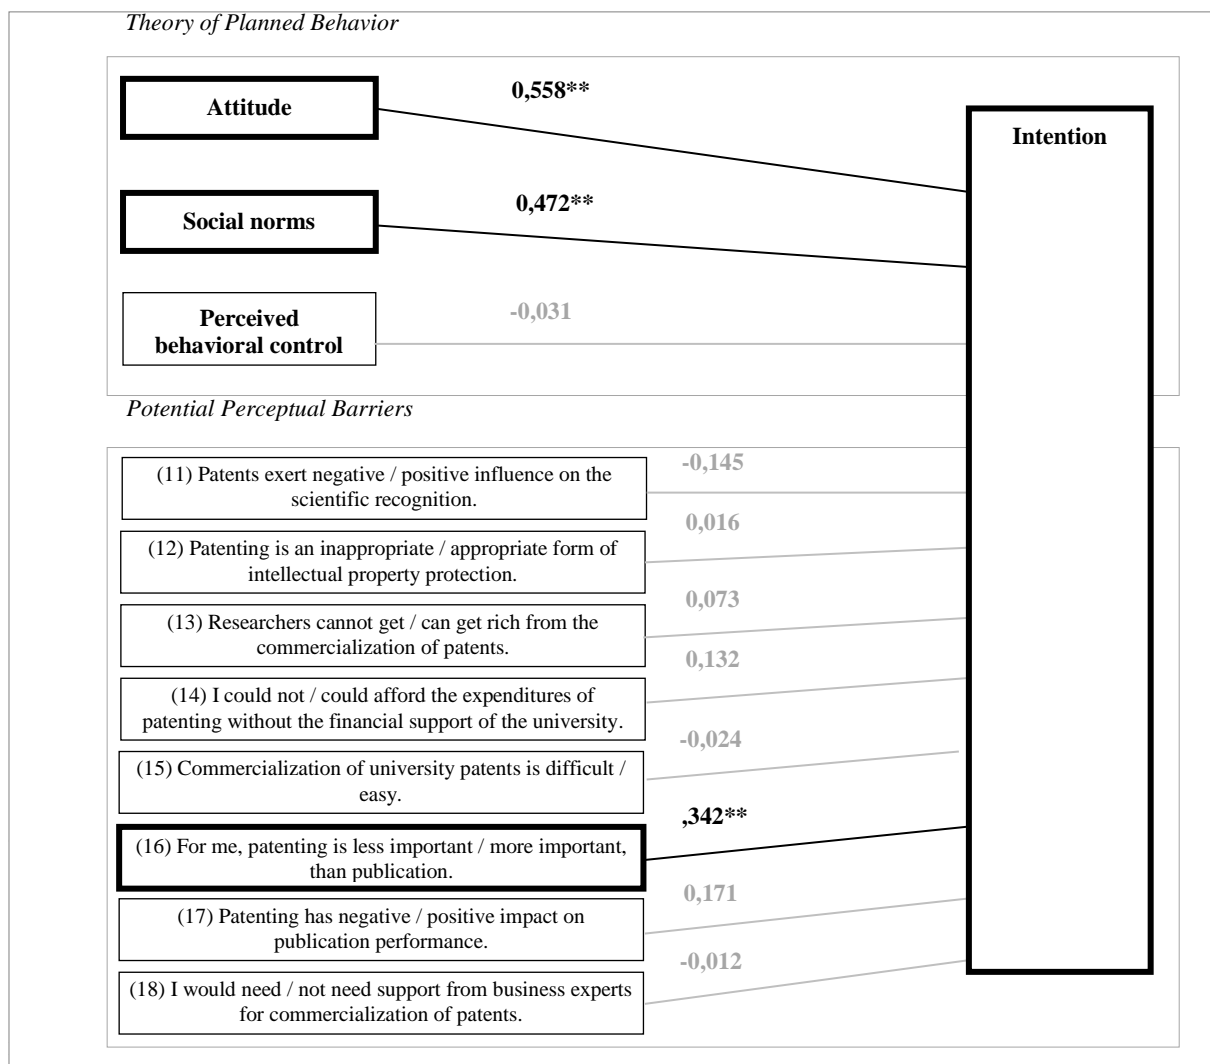 Theory of Planned Behavior
Attitude
0,558**
Intention
Social norms
0,472**
Perceived
behavioral control
-0,031
Potential Perceptual Barriers
(11) Patents exert negative / positive influence on the
scientific recognition.
-0,145
(12) Patenting is an inappropriate / appropriate form of
intellectual property protection.
0,016
(13) Researchers cannot get / can get rich from the
commercialization of patents.
0,073
(14) I could not / could afford the expenditures of
patenting without the financial support of the university.
0,132
(15) Commercialization of university patents is difficult /
easy.
-0,024
(16) For me, patenting is less important / more important,
than publication.
,342**
(17) Patenting has negative / positive impact on
publication performance.
0,171
(18) I would need / not need support from business experts
for commercialization of patents.
-0,012